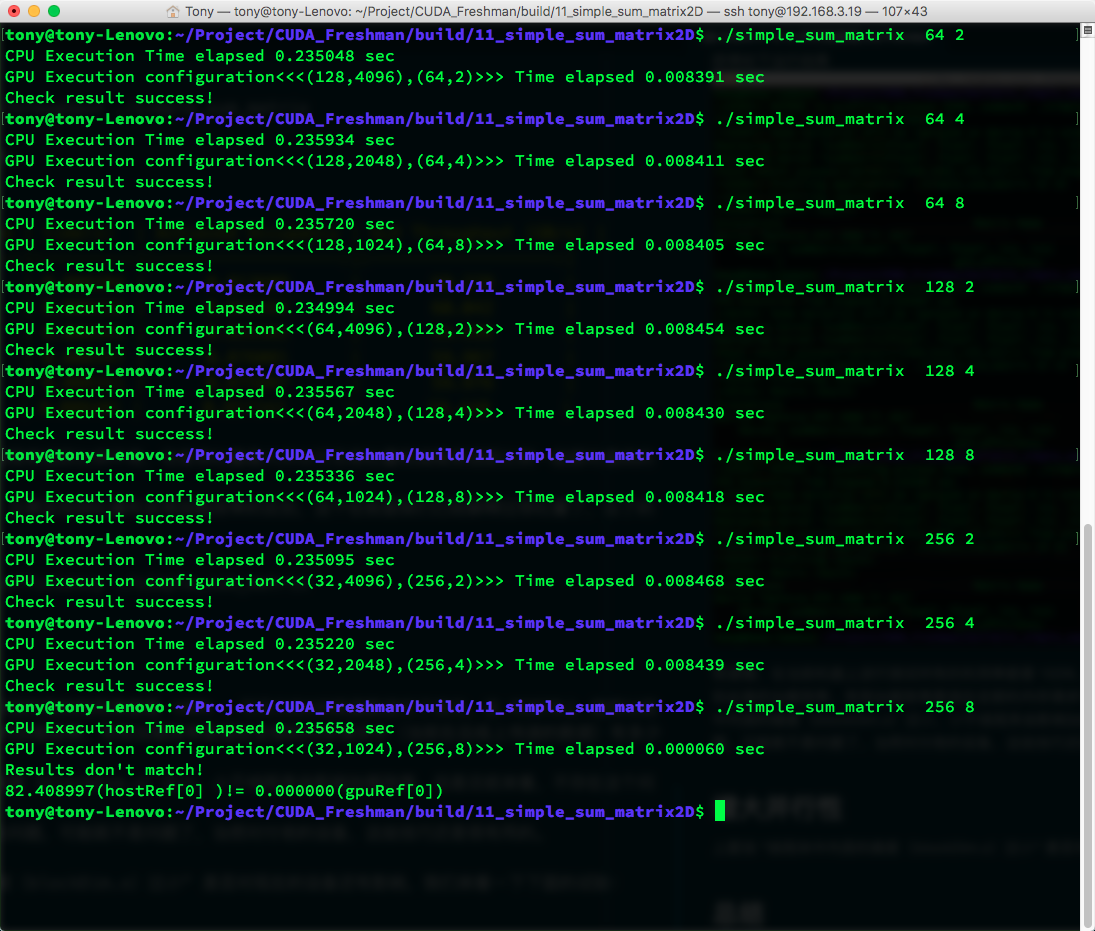 Tony — tony@tony-Lenovo: ~/Project/CUDA_Freshman/build/11_simple_sum_matrix2D — ssh tony@192.168.3.19 — 107×43
[tony@tony-Lenovo:~/Project/CUDA_Freshman/build/11_simple_sum_matrix2D$ ./simple_sum_matrix  64 2 ]
CPU Execution Time elapsed 0.235048 sec
GPU Execution configuration<<<(128,4096),(64,2)>>> Time elapsed 0.008391 sec
Check result success!
[tony@tony-Lenovo:~/Project/CUDA_Freshman/build/11_simple_sum_matrix2D$ ./simple_sum_matrix  64 4 ]
CPU Execution Time elapsed 0.235934 sec
GPU Execution configuration<<<(128,2048),(64,4)>>> Time elapsed 0.008411 sec
Check result success!
[tony@tony-Lenovo:~/Project/CUDA_Freshman/build/11_simple_sum_matrix2D$ ./simple_sum_matrix  64 8 ]
CPU Execution Time elapsed 0.235720 sec
GPU Execution configuration<<<(128,1024),(64,8)>>> Time elapsed 0.008405 sec
Check result success!
[tony@tony-Lenovo:~/Project/CUDA_Freshman/build/11_simple_sum_matrix2D$ ./simple_sum_matrix  128 2 ]
CPU Execution Time elapsed 0.234994 sec
GPU Execution configuration<<<(64,4096),(128,2)>>> Time elapsed 0.008454 sec
Check result success!
[tony@tony-Lenovo:~/Project/CUDA_Freshman/build/11_simple_sum_matrix2D$ ./simple_sum_matrix  128 4 ]
CPU Execution Time elapsed 0.235567 sec
GPU Execution configuration<<<(64,2048),(128,4)>>> Time elapsed 0.008430 sec
Check result success!
[tony@tony-Lenovo:~/Project/CUDA_Freshman/build/11_simple_sum_matrix2D$ ./simple_sum_matrix  128 8 ]
CPU Execution Time elapsed 0.235336 sec
GPU Execution configuration<<<(64,1024),(128,8)>>> Time elapsed 0.008418 sec
Check result success!
[tony@tony-Lenovo:~/Project/CUDA_Freshman/build/11_simple_sum_matrix2D$ ./simple_sum_matrix  256 2 ]
CPU Execution Time elapsed 0.235095 sec
GPU Execution configuration<<<(32,4096),(256,2)>>> Time elapsed 0.008468 sec
Check result success!
[tony@tony-Lenovo:~/Project/CUDA_Freshman/build/11_simple_sum_matrix2D$ ./simple_sum_matrix  256 4 ]
CPU Execution Time elapsed 0.235220 sec
GPU Execution configuration<<<(32,2048),(256,4)>>> Time elapsed 0.008439 sec
Check result success!
[tony@tony-Lenovo:~/Project/CUDA_Freshman/build/11_simple_sum_matrix2D$ ./simple_sum_matrix  256 8 ]
CPU Execution Time elapsed 0.235658 sec
GPU Execution configuration<<<(32,1024),(256,8)>>> Time elapsed 0.000060 sec
Results don't match!
82.408997(hostRef[0] )!= 0.000000(gpuRef[0])
tony@tony-Lenovo:~/Project/CUDA_Freshman/build/11_simple_sum_matrix2D$